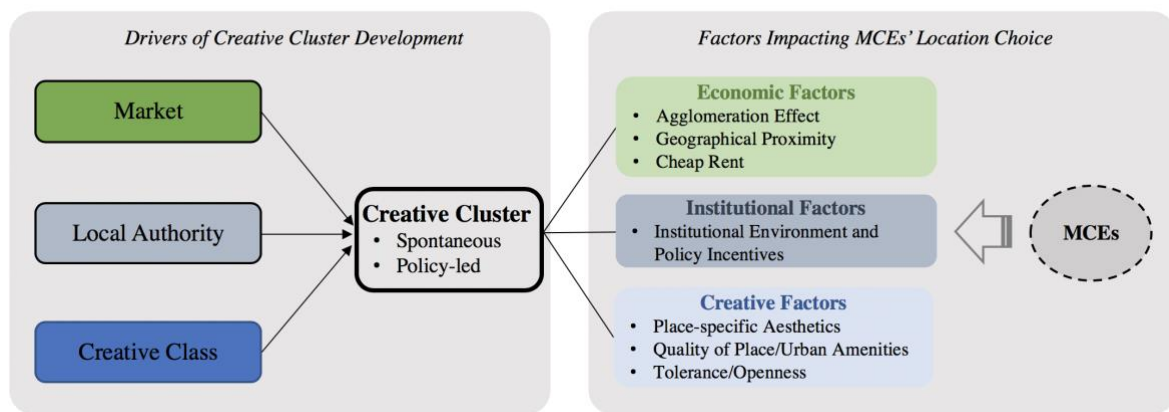 Drivers of Creative Cluster Development
Market
Local Authority
Creative Class
Creative Cluster
• Spontaneous
• Policy-led
Factors Impacting MCEs' Location Choice
Economic Factors
• Agglomeration Effect
• Geographical Proximity
• Cheap Rent
Institutional Factors
• Institutional Environment and
Policy Incentives
Creative Factors
• Place-specific Aesthetics
• Quality of Place/Urban Amenities
• Tolerance/Openness
MCEs